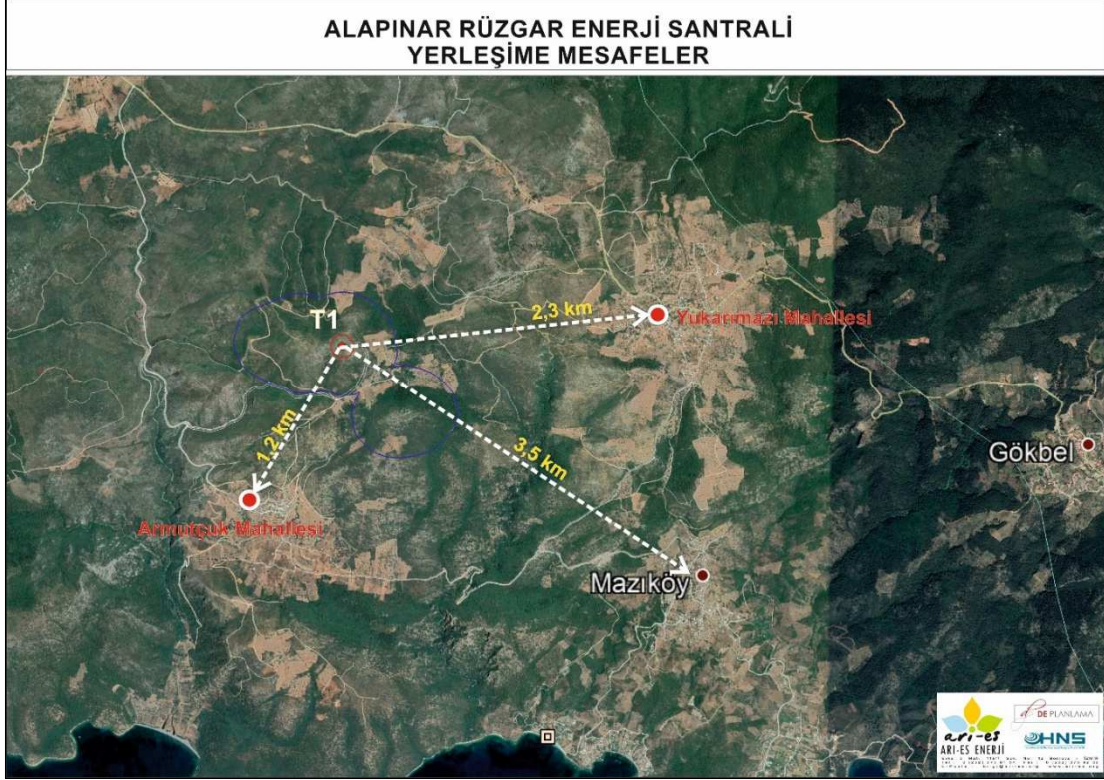 ALAPINAR RÜZGAR ENERJİ SANTRALİ
YERLEŞİME MESAFELER
T1
2,3 km
Yukarımazı Mahallesi
1,2 km
3,5 km
Gökbel
Armutçuk Mahallesi
Mazıköy
DE PLANLAMA
arı-es
ARI-ES ENERJİ
HNS